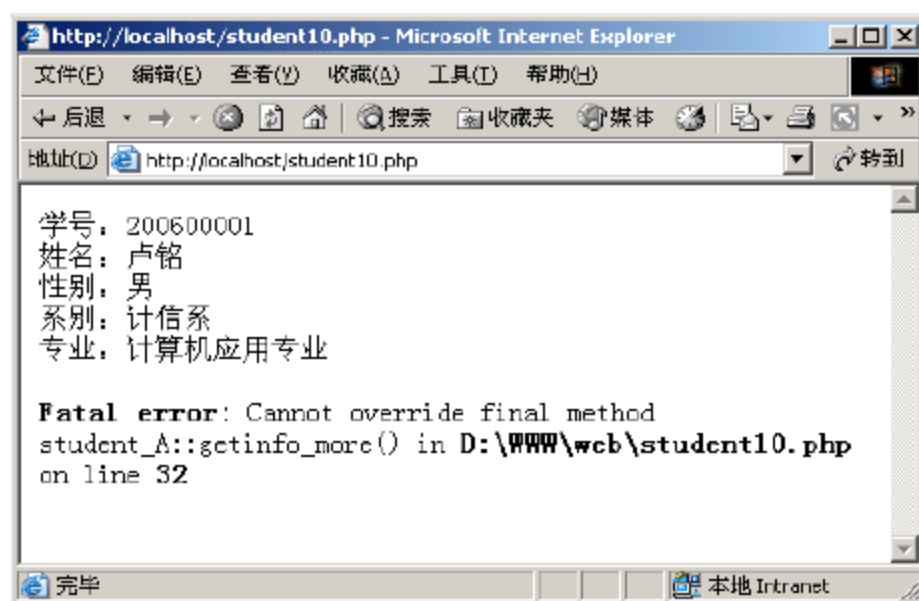 http://localhost/student10.php - Microsoft Internet Explorer
文件(F) 编辑(E) 查看(V) 收藏(A) 工具(T) 帮助(H)
后退 搜索 收藏夹 媒体 »
地址(D) http://localhost/student10.php 转到
学号：200600001
姓名：卢铭
性别：男
系别：计信系
专业：计算机应用专业
Fatal error: Cannot override final method
student_A::getinfo_more() in D:\WWW\web\student10.php
on line 32
完毕 本地 Intranet